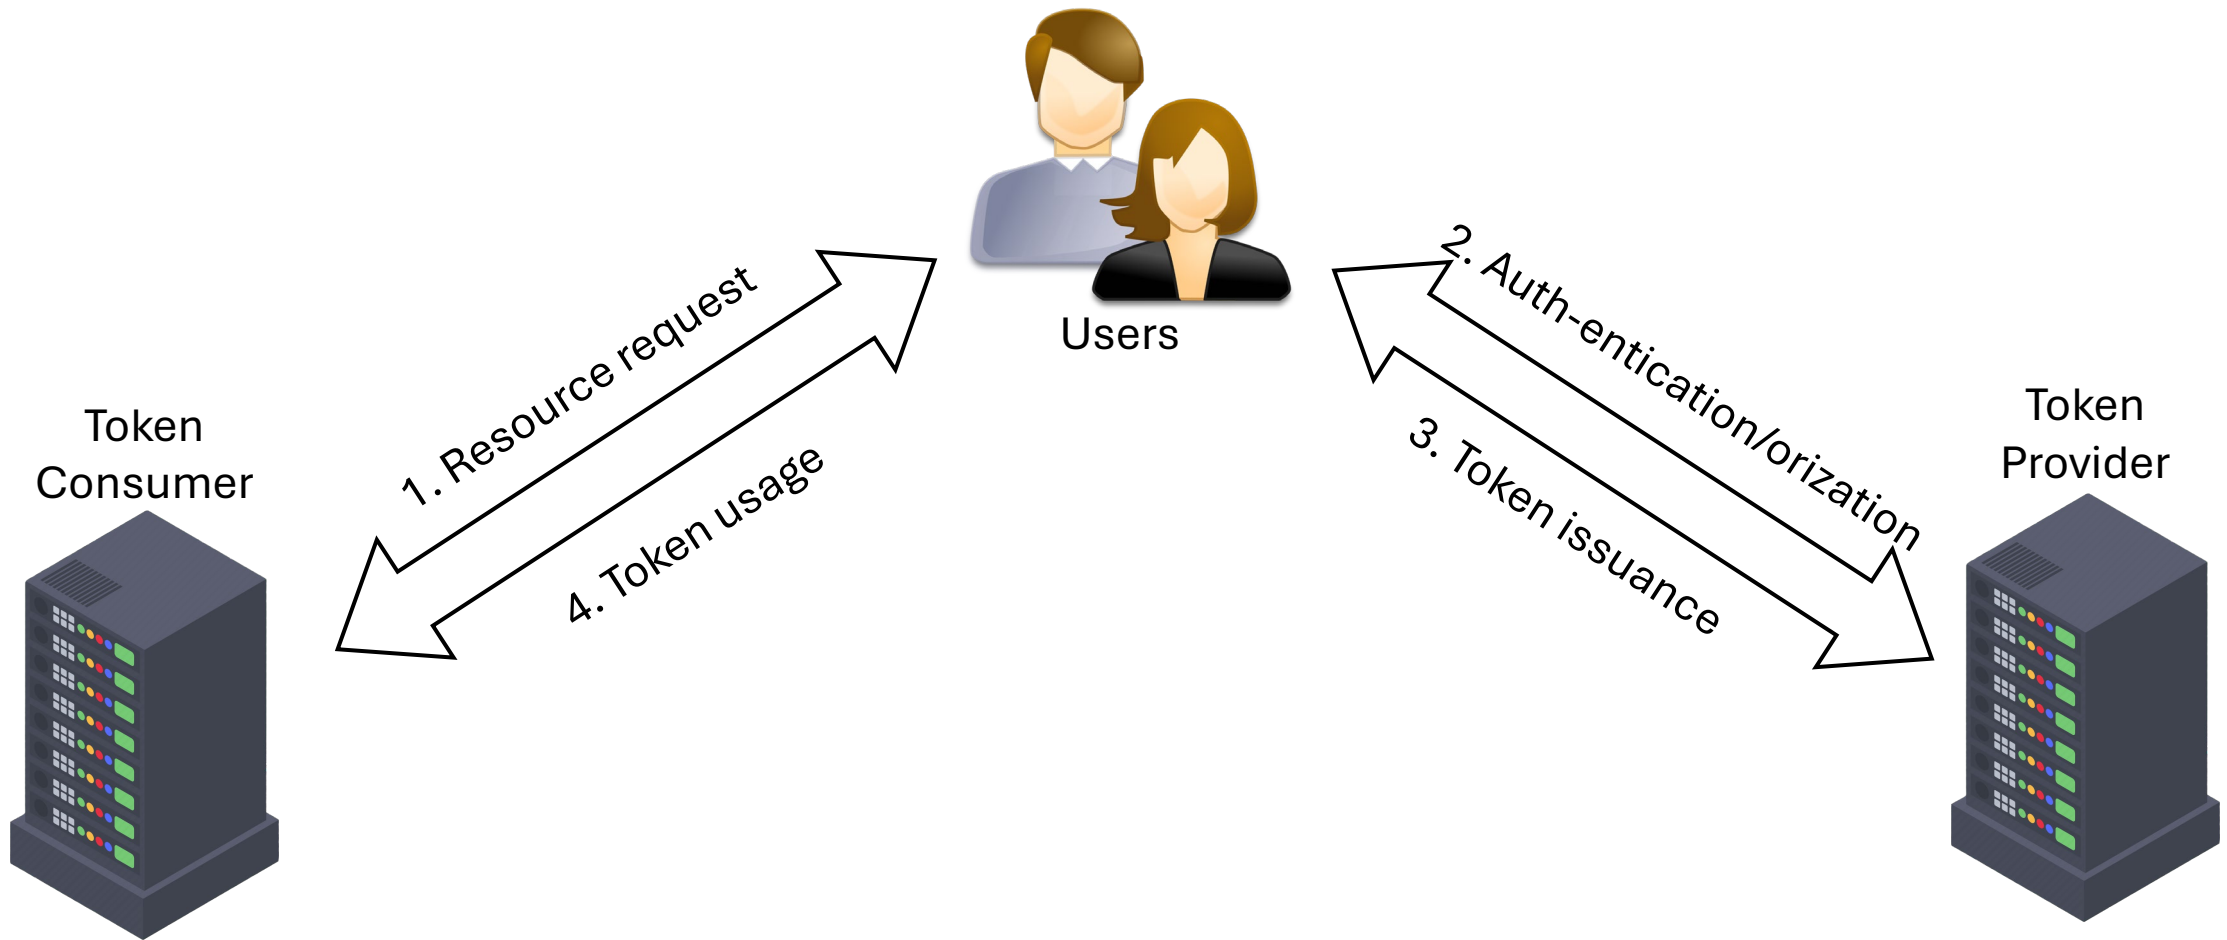 Users
1. Resource request
4. Token usage
2. Auth-entication/orization
3. Token issuance
Token
Consumer
Token
Provider